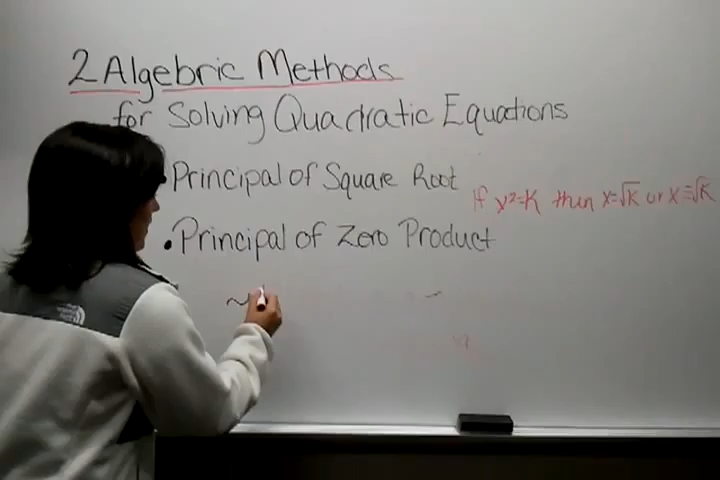 2 Algebric Methods
for Solving Quadratic Equations
Principal of Square Root
If x²=K then x=√K or x=-√K
• Principal of Zero Product